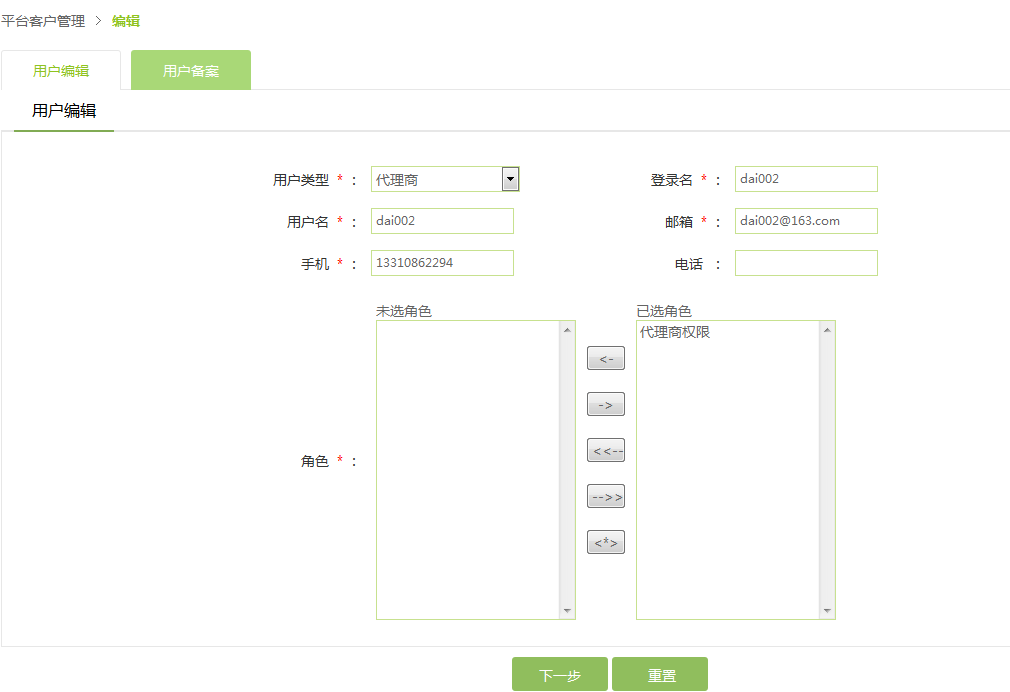 平台客户管理 > 编辑
用户编辑 用户备案
用户编辑
用户类型 * ： 代理商 登录名 * ： dai002
用户名 * ： dai002 邮箱 * ： dai002@163.com
手机 * ： 13310862294 电话 ：
未选角色 已选角色
代理商权限
<-
->
<<--
角色 * ：
-->>
<*>
下一步 重置